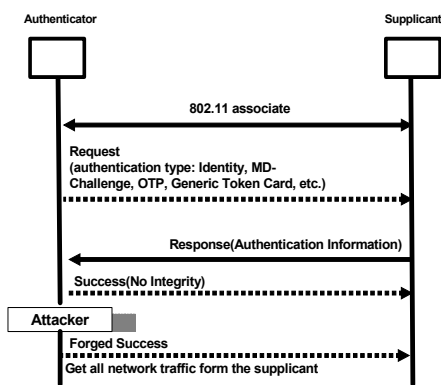 Authenticator
Supplicant
802.11 associate
Request
(authentication type: Identity, MD-
Challenge, OTP, Generic Token Card, etc.)
Response(Authentication Information)
Success(No Integrity)
Attacker
Forged Success
Get all network traffic form the supplicant